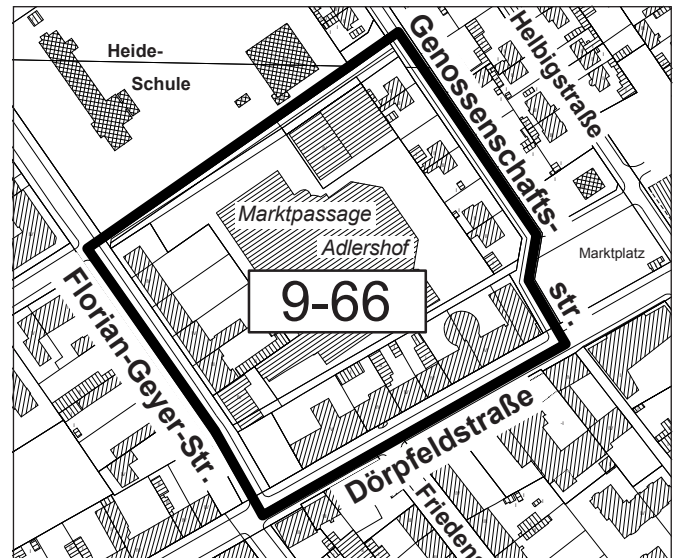 Heide-
Schule
Genossenschafts-
str.
Helbigstraße
Marktpassage
Adlershof
Marktplatz
9-66
Florian-Geyer-Str.
Dörpfeldstraße
Frieden